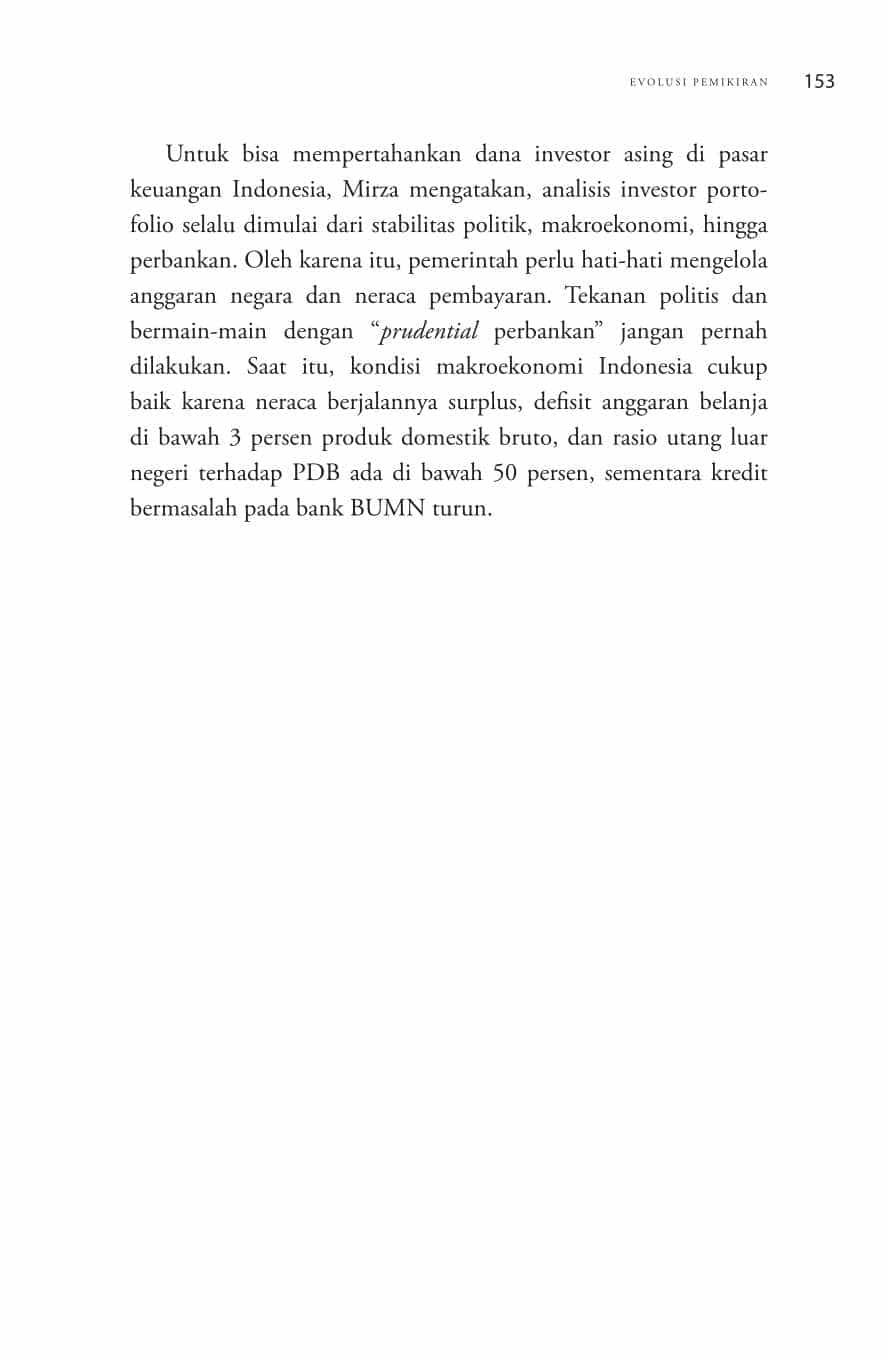 EVOLUSI PEMIKIRAN 153
Untuk bisa mempertahankan dana investor asing di pasar
keuangan Indonesia, Mirza mengatakan, analisis investor porto-
folio selalu dimulai dari stabilitas politik, makroekonomi, hingga
perbankan. Oleh karena itu, pemerintah perlu hati-hati mengelola
anggaran negara dan neraca pembayaran. Tekanan politis dan
bermain-main dengan “prudential perbankan” jangan pernah
dilakukan. Saat itu, kondisi makroekonomi Indonesia cukup
baik karena neraca berjalannya surplus, defisit anggaran belanja
di bawah 3 persen produk domestik bruto, dan rasio utang luar
negeri terhadap PDB ada di bawah 50 persen, sementara kredit
bermasalah pada bank BUMN turun.